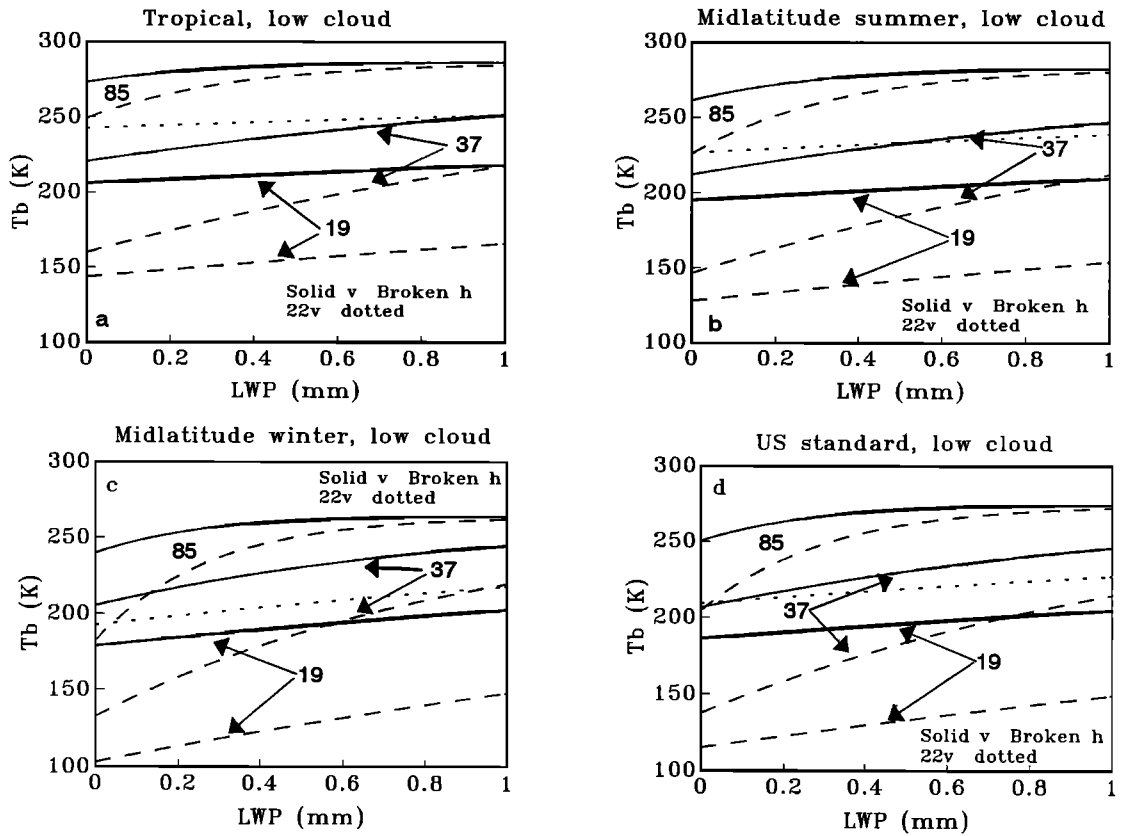 Tropical, low cloud
300
250
200
150
100
Tb (K)
85
37
19
Solid v Broken h
22v dotted
a
0 0.2 0.4 0.6 0.8 1
LWP (mm)
Midlatitude summer, low cloud
300
250
200
150
100
Tb (K)
85
37
19
Solid v Broken h
22v dotted
b
0 0.2 0.4 0.6 0.8 1
LWP (mm)
Midlatitude winter, low cloud
300
250
200
150
100
Tb (K)
c
Solid v Broken h
22v dotted
85
37
19
0 0.2 0.4 0.6 0.8 1
LWP (mm)
US standard, low cloud
300
250
200
150
100
Tb (K)
d
85
37
19
Solid v Broken h
22v dotted
0 0.2 0.4 0.6 0.8 1
LWP (mm)